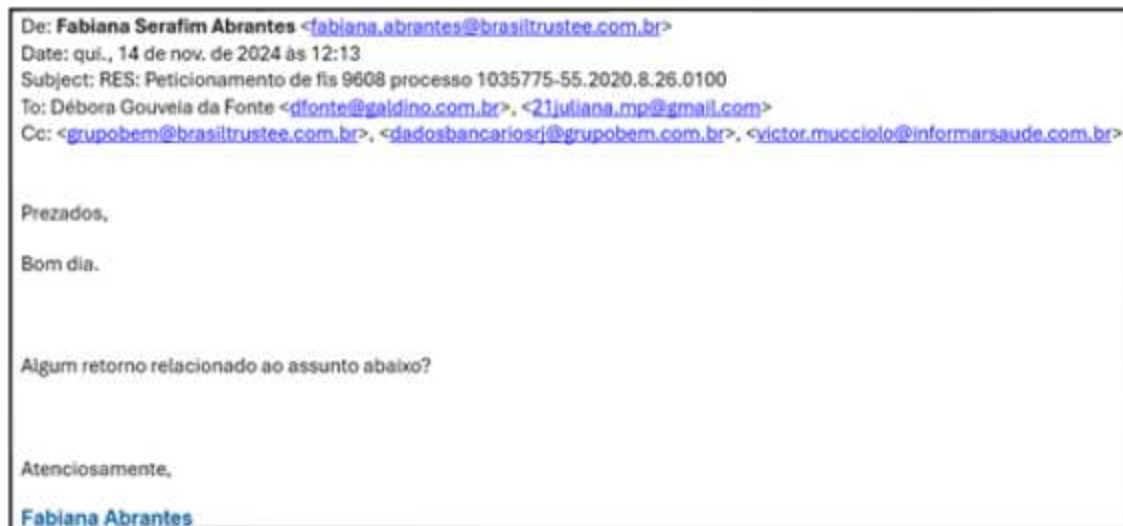 De: Fabiana Serafim Abrantes <fabiana.abrantes@brasiltrustee.com.br>
Date: qui., 14 de nov. de 2024 às 12:13
Subject: RES: Peticionamento de fls 9608 processo 1035775-55.2020.8.26.0100
To: Débora Gouveia da Fonte <dfonte@galdino.com.br>, <21juliana.mp@gmail.com>
Cc: <grupobem@brasiltrustee.com.br>, <dadosbancariosrj@grupobem.com.br>, <victor.mucciolo@informarsaude.com.br>
Prezados,
Bom dia.
Algum retorno relacionado ao assunto abaixo?
Atenciosamente,
Fabiana Abrantes